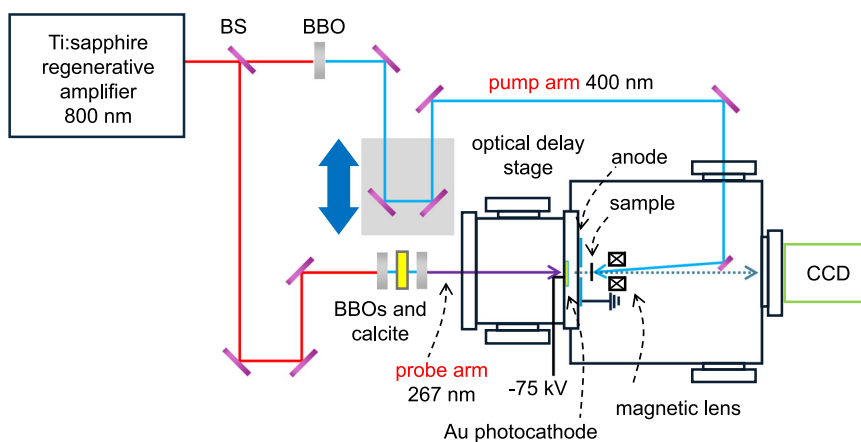 Ti:sapphire
regenerative
amplifier
800 nm
BS
BBO
pump arm 400 nm
optical delay
stage
anode
sample
CCD
BBOs and
calcite
probe arm
267 nm
-75 kV
magnetic lens
Au photocathode